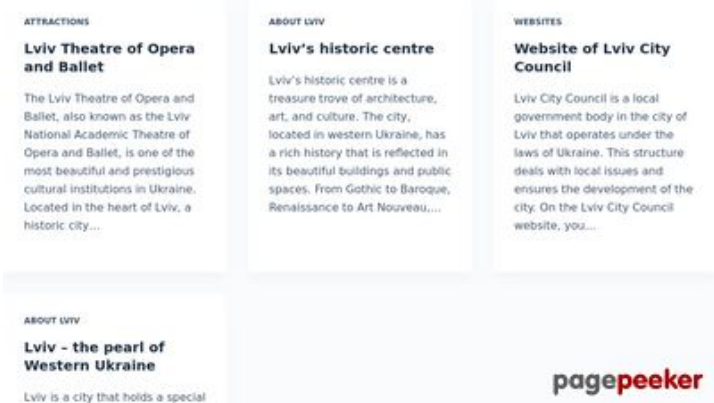 ATTRACTIONS
Lviv Theatre of Opera
and Ballet
The Lviv Theatre of Opera and
Ballet, also known as the Lviv
National Academic Theatre of
Opera and Ballet, is one of the
most beautiful and prestigious
cultural institutions in Ukraine.
Located in the heart of Lviv, a
historic city...
ABOUT LVIV
Lviv’s historic centre
Lviv’s historic centre is a
treasure trove of architecture,
art, and culture. The city,
located in western Ukraine, has
a rich history that is reflected in
its beautiful buildings and public
spaces. From Gothic to Baroque,
Renaissance to Art Nouveau,...
WEBSITES
Website of Lviv City
Council
Lviv City Council is a local
government body in the city of
Lviv that operates under the
laws of Ukraine. This structure
deals with local issues and
ensures the development of the
city. On the Lviv City Council
website, you...
ABOUT LVIV
Lviv – the pearl of
Western Ukraine
Lviv is a city that holds a special
pagepeeker